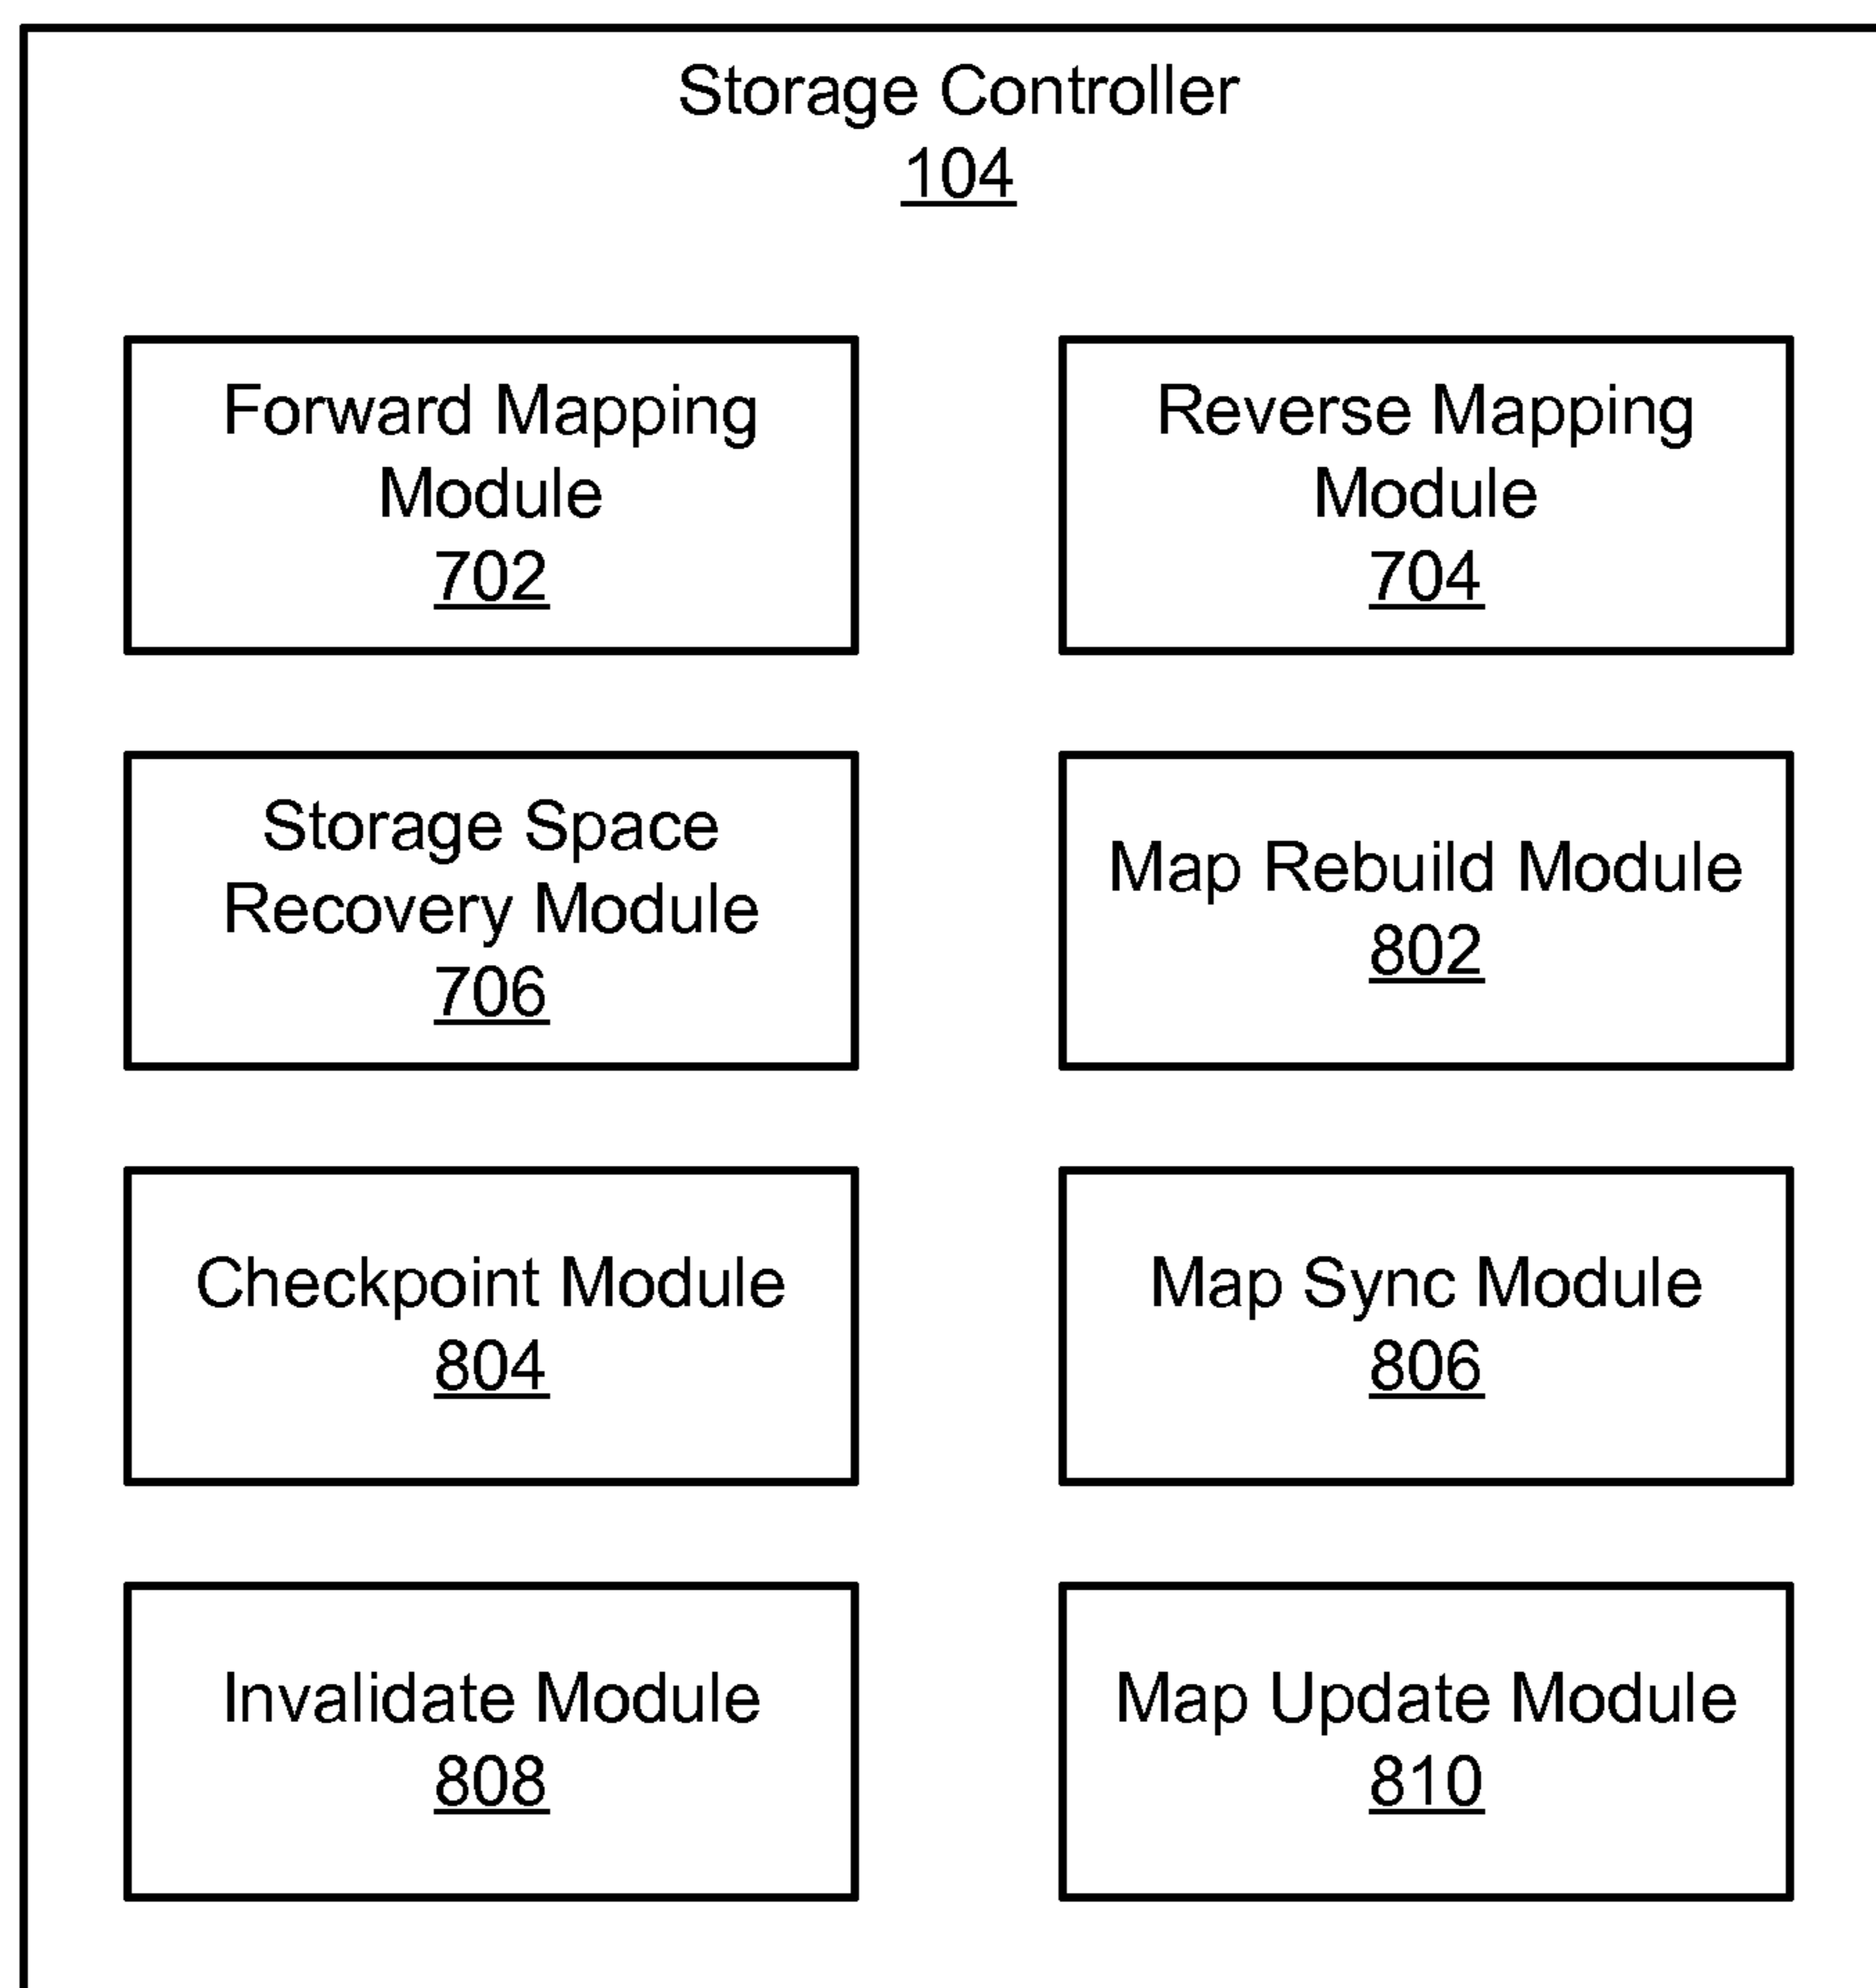 Storage Controller
104
Forward Mapping
Module
702
Reverse Mapping
Module
704
Storage Space
Recovery Module
706
Map Rebuild Module
802
Checkpoint Module
804
Map Sync Module
806
Invalidate Module
808
Map Update Module
810